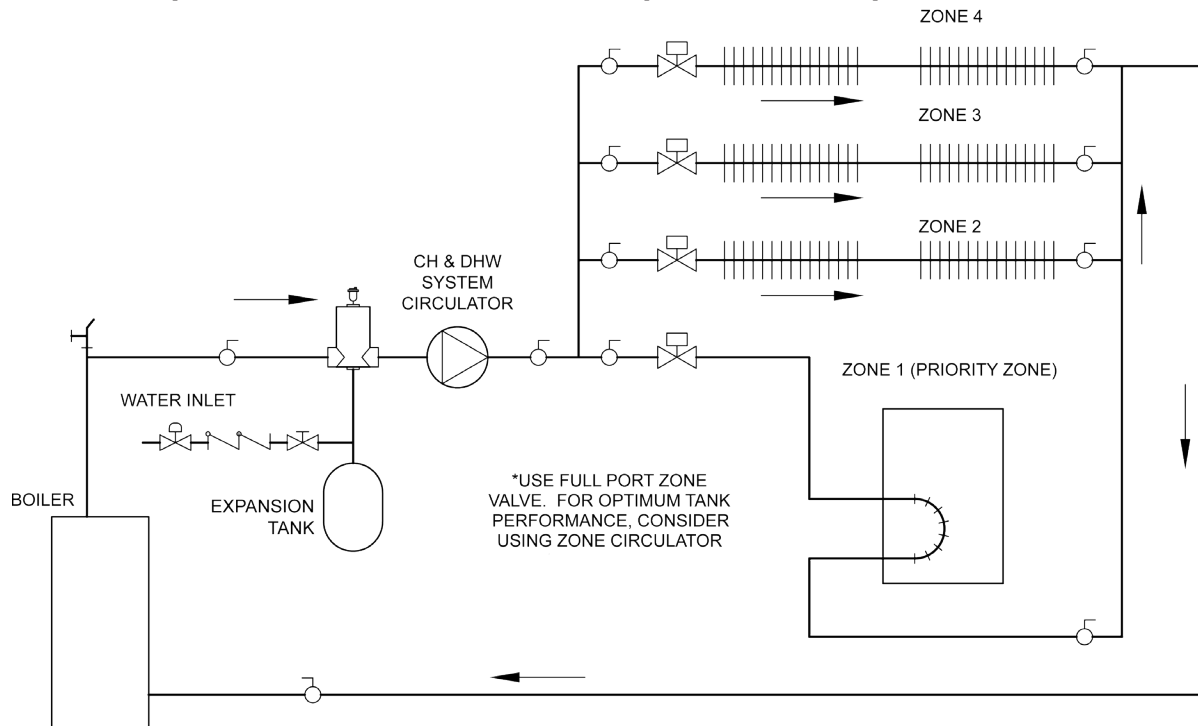 ZONE 4
ZONE 3
ZONE 2
CH & DHW
SYSTEM
CIRCULATOR
ZONE 1 (PRIORITY ZONE)
WATER INLET
*USE FULL PORT ZONE
VALVE. FOR OPTIMUM TANK
PERFORMANCE, CONSIDER
USING ZONE CIRCULATOR
BOILER
EXPANSION
TANK